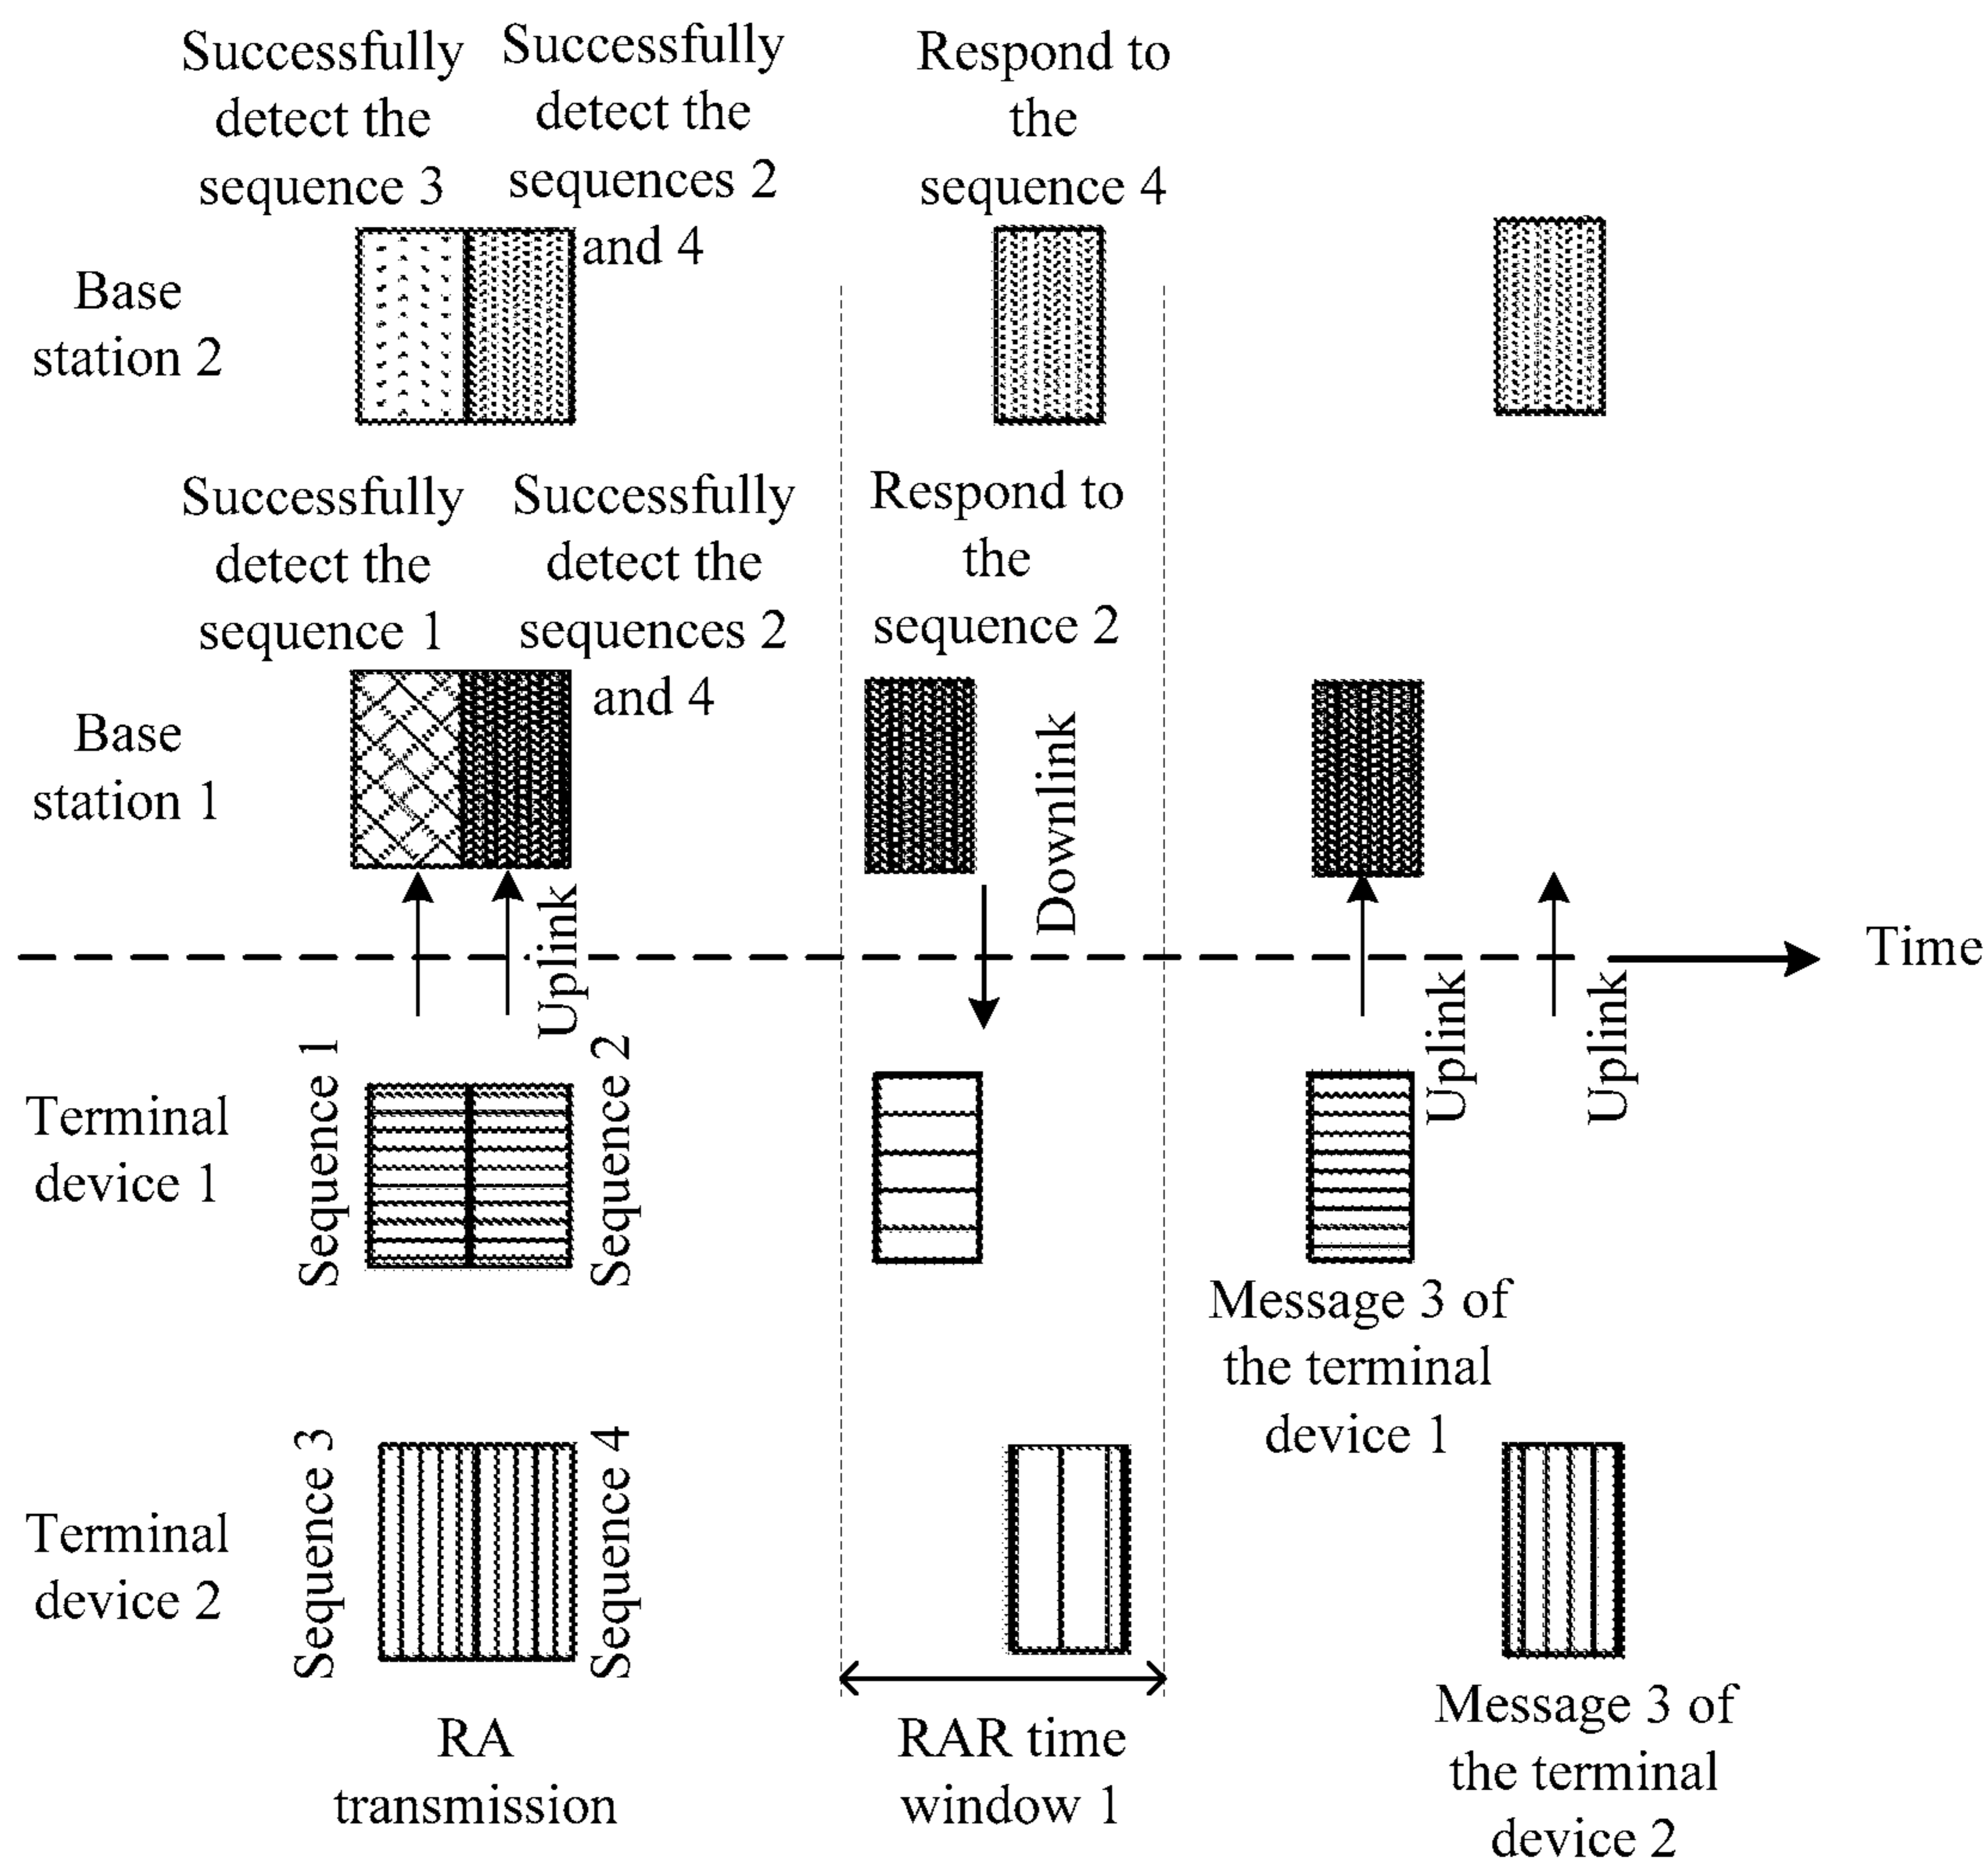 Successfully
detect the
sequence 3
Successfully
detect the
sequences 2
and 4
Respond to
the
sequence 4
Base
station 2
Successfully
detect the
sequence 1
Successfully
detect the
sequences 2
and 4
Respond to
the
sequence 2
Base
station 1
Downlink
Uplink
Time
Uplink
Uplink
Terminal
device 1
Sequence 1
Sequence 2
Message 3 of
the terminal
device 1
Terminal
device 2
Sequence 3
Sequence 4
RA
transmission
RAR time
window 1
Message 3 of
the terminal
device 2